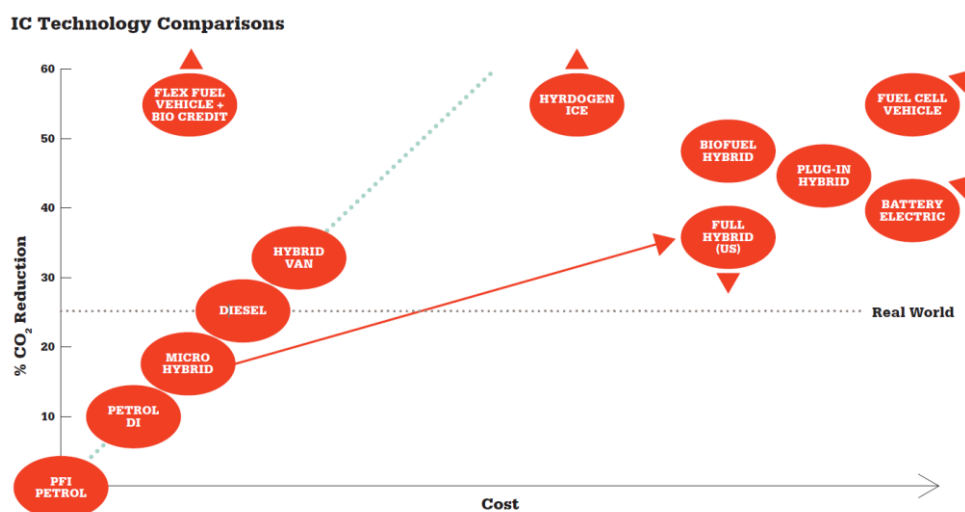 IC Technology Comparisons
60
50
40
30
20
10
% CO₂ Reduction
FLEX FUEL
VEHICLE +
BIO CREDIT
HYRDOGEN
ICE
FUEL CELL
VEHICLE
BIOFUEL
HYBRID
PLUG-IN
HYBRID
BATTERY
ELECTRIC
FULL
HYBRID
(US)
HYBRID
VAN
DIESEL
Real World
MICRO
HYBRID
PETROL
DI
PFI
PETROL
Cost